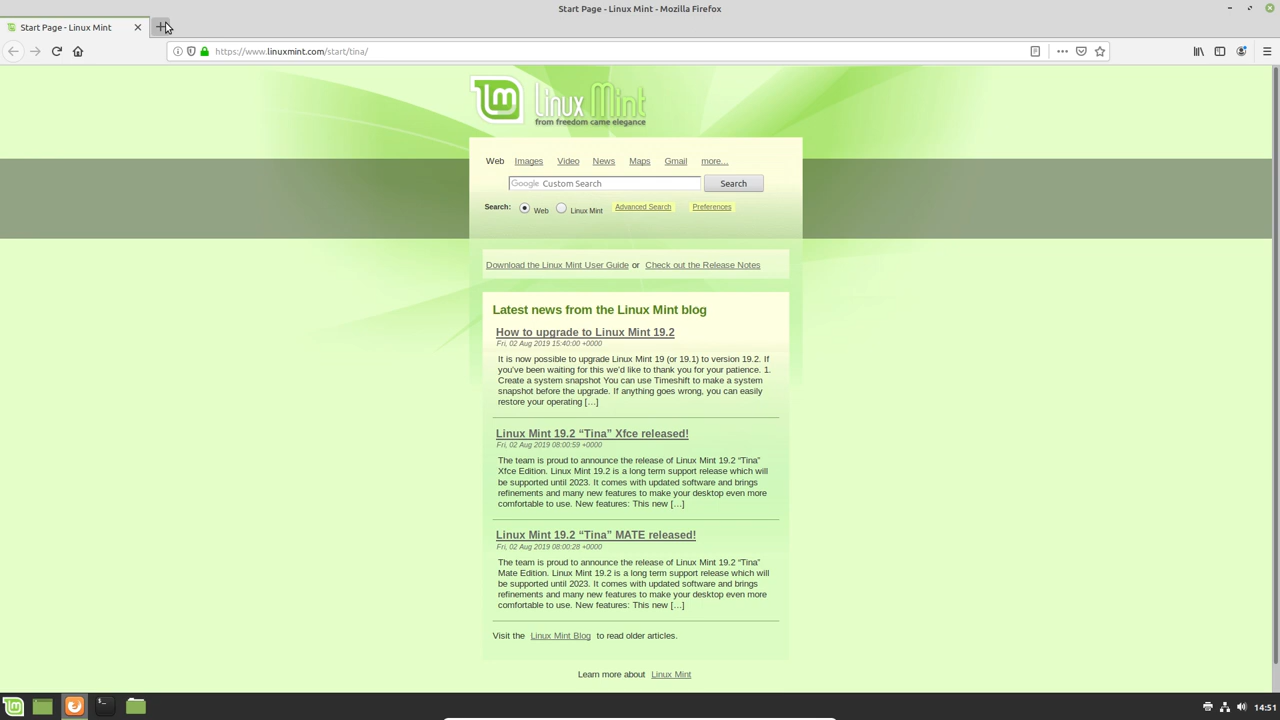 Start Page - Linux Mint - Mozilla Firefox
Start Page - Linux Mint
https://www.linuxmint.com/start/tina/
Linux Mint
from freedom came elegance
Web Images Video News Maps Gmail more...
Google Custom Search Search
Search: Web Linux Mint Advanced Search Preferences
Download the Linux Mint User Guide or Check out the Release Notes
Latest news from the Linux Mint blog
How to upgrade to Linux Mint 19.2
Fri, 02 Aug 2019 15:40:00 +0000
It is now possible to upgrade Linux Mint 19 (or 19.1) to version 19.2. If
you’ve been waiting for this we’d like to thank you for your patience. 1.
Create a system snapshot You can use Timeshift to make a system
snapshot before the upgrade. If anything goes wrong, you can easily
restore your operating […]
Linux Mint 19.2 “Tina” Xfce released!
Fri, 02 Aug 2019 08:00:59 +0000
The team is proud to announce the release of Linux Mint 19.2 “Tina”
Xfce Edition. Linux Mint 19.2 is a long term support release which will
be supported until 2023. It comes with updated software and brings
refinements and many new features to make your desktop even more
comfortable to use. New features: This new […]
Linux Mint 19.2 “Tina” MATE released!
Fri, 02 Aug 2019 08:00:28 +0000
The team is proud to announce the release of Linux Mint 19.2 “Tina”
Mate Edition. Linux Mint 19.2 is a long term support release which will
be supported until 2023. It comes with updated software and brings
refinements and many new features to make your desktop even more
comfortable to use. New features: This new […]
Visit the Linux Mint Blog to read older articles.
Learn more about Linux Mint
14:51